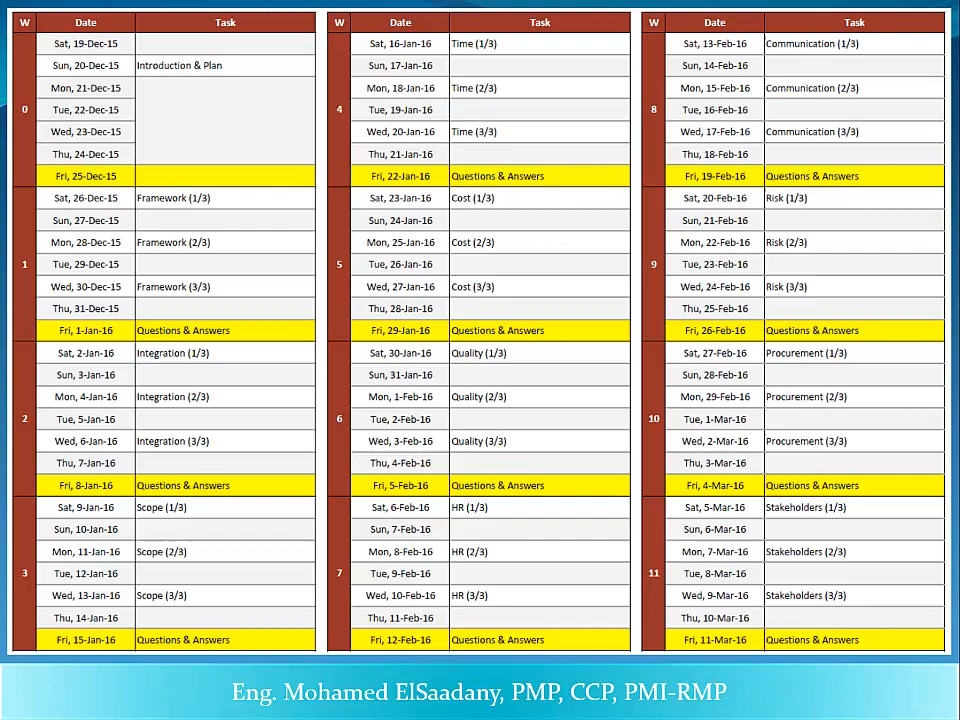 W Date Task
0
Sat, 19-Dec-15
Sun, 20-Dec-15 Introduction & Plan
Mon, 21-Dec-15
Tue, 22-Dec-15
Wed, 23-Dec-15
Thu, 24-Dec-15
Fri, 25-Dec-15
1
Sat, 26-Dec-15 Framework (1/3)
Sun, 27-Dec-15
Mon, 28-Dec-15 Framework (2/3)
Tue, 29-Dec-15
Wed, 30-Dec-15 Framework (3/3)
Thu, 31-Dec-15
Fri, 1-Jan-16 Questions & Answers
2
Sat, 2-Jan-16 Integration (1/3)
Sun, 3-Jan-16
Mon, 4-Jan-16 Integration (2/3)
Tue, 5-Jan-16
Wed, 6-Jan-16 Integration (3/3)
Thu, 7-Jan-16
Fri, 8-Jan-16 Questions & Answers
3
Sat, 9-Jan-16 Scope (1/3)
Sun, 10-Jan-16
Mon, 11-Jan-16 Scope (2/3)
Tue, 12-Jan-16
Wed, 13-Jan-16 Scope (3/3)
Thu, 14-Jan-16
Fri, 15-Jan-16 Questions & Answers
W Date Task
4
Sat, 16-Jan-16 Time (1/3)
Sun, 17-Jan-16
Mon, 18-Jan-16 Time (2/3)
Tue, 19-Jan-16
Wed, 20-Jan-16 Time (3/3)
Thu, 21-Jan-16
Fri, 22-Jan-16 Questions & Answers
5
Sat, 23-Jan-16 Cost (1/3)
Sun, 24-Jan-16
Mon, 25-Jan-16 Cost (2/3)
Tue, 26-Jan-16
Wed, 27-Jan-16 Cost (3/3)
Thu, 28-Jan-16
Fri, 29-Jan-16 Questions & Answers
6
Sat, 30-Jan-16 Quality (1/3)
Sun, 31-Jan-16
Mon, 1-Feb-16 Quality (2/3)
Tue, 2-Feb-16
Wed, 3-Feb-16 Quality (3/3)
Thu, 4-Feb-16
Fri, 5-Feb-16 Questions & Answers
7
Sat, 6-Feb-16 HR (1/3)
Sun, 7-Feb-16
Mon, 8-Feb-16 HR (2/3)
Tue, 9-Feb-16
Wed, 10-Feb-16 HR (3/3)
Thu, 11-Feb-16
Fri, 12-Feb-16 Questions & Answers
W Date Task
8
Sat, 13-Feb-16 Communication (1/3)
Sun, 14-Feb-16
Mon, 15-Feb-16 Communication (2/3)
Tue, 16-Feb-16
Wed, 17-Feb-16 Communication (3/3)
Thu, 18-Feb-16
Fri, 19-Feb-16 Questions & Answers
9
Sat, 20-Feb-16 Risk (1/3)
Sun, 21-Feb-16
Mon, 22-Feb-16 Risk (2/3)
Tue, 23-Feb-16
Wed, 24-Feb-16 Risk (3/3)
Thu, 25-Feb-16
Fri, 26-Feb-16 Questions & Answers
10
Sat, 27-Feb-16 Procurement (1/3)
Sun, 28-Feb-16
Mon, 29-Feb-16 Procurement (2/3)
Tue, 1-Mar-16
Wed, 2-Mar-16 Procurement (3/3)
Thu, 3-Mar-16
Fri, 4-Mar-16 Questions & Answers
11
Sat, 5-Mar-16 Stakeholders (1/3)
Sun, 6-Mar-16
Mon, 7-Mar-16 Stakeholders (2/3)
Tue, 8-Mar-16
Wed, 9-Mar-16 Stakeholders (3/3)
Thu, 10-Mar-16
Fri, 11-Mar-16 Questions & Answers
Eng. Mohamed ElSaadany, PMP, CCP, PMI-RMP